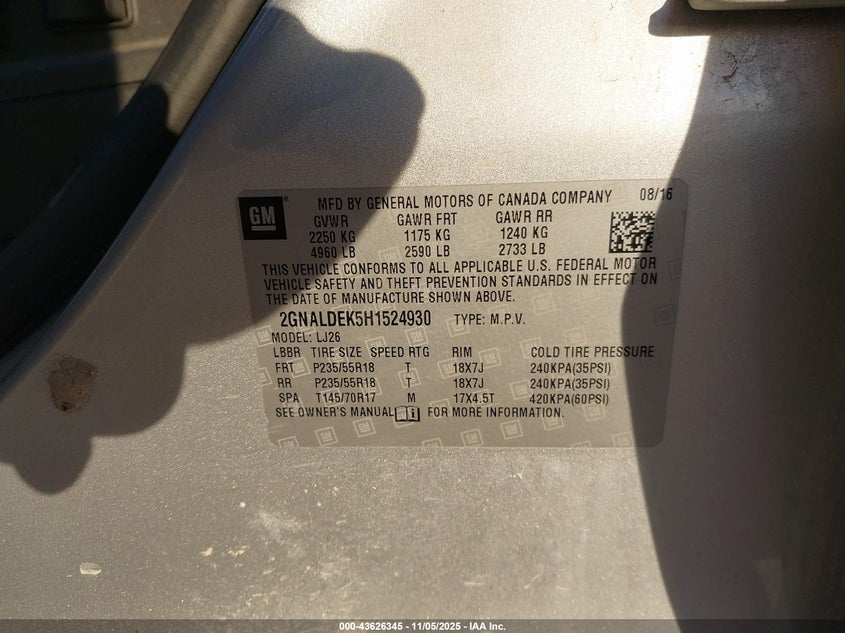 GM
MFD BY GENERAL MOTORS OF CANADA COMPANY 08/16
GVWR GAWR FRT GAWR RR
2250 KG 1175 KG 1240 KG
4960 LB 2590 LB 2733 LB
THIS VEHICLE CONFORMS TO ALL APPLICABLE U.S. FEDERAL MOTOR
VEHICLE SAFETY AND THEFT PREVENTION STANDARDS IN EFFECT ON
THE DATE OF MANUFACTURE SHOWN ABOVE.
2GNALDEK5H1524930 TYPE: M.P.V.
MODEL: LJ26
LBBR TIRE SIZE SPEED RTG RIM COLD TIRE PRESSURE
FRT P235/55R18 T 18X7J 240KPA(35PSI)
RR P235/55R18 T 18X7J 240KPA(35PSI)
SPA T145/70R17 M 17X4.5T 420KPA(60PSI)
SEE OWNER'S MANUAL FOR MORE INFORMATION.
000-43626345 - 11/05/2025 - IAA Inc.